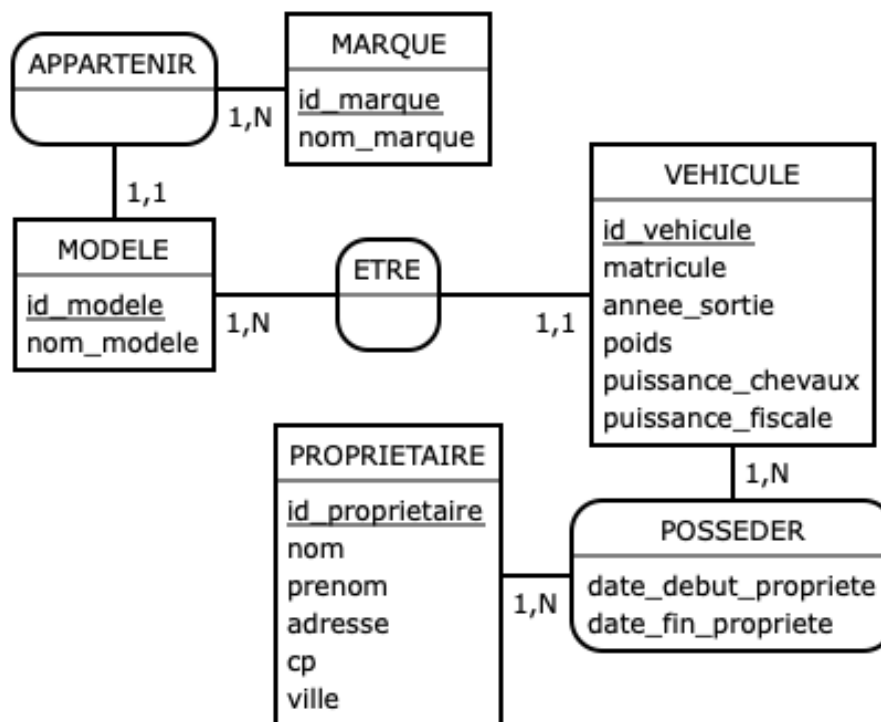 APPARTENIR
MARQUE
id_marque
nom_marque
1,N
1,1
MODELE
id_modele
nom_modele
1,N
ETRE
1,1
VEHICULE
id_vehicule
matricule
annee_sortie
poids
puissance_chevaux
puissance_fiscale
1,N
PROPRIETAIRE
id_proprietaire
nom
prenom
adresse
cp
ville
1,N
POSSEDER
date_debut_propriete
date_fin_propriete